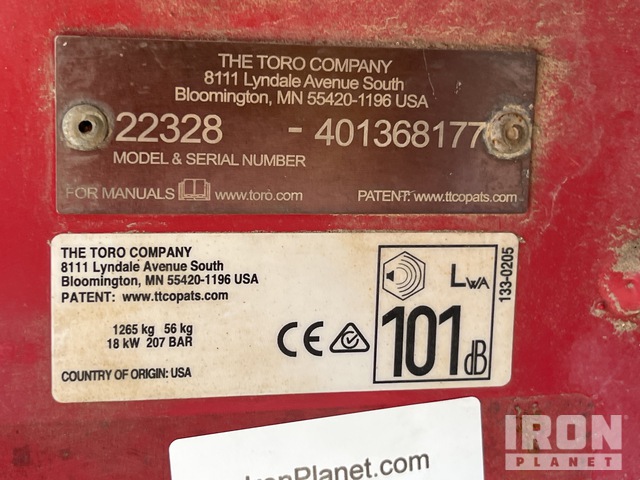 THE TORO COMPANY
8111 Lyndale Avenue South
Bloomington, MN 55420-1196 USA
22328 - 401368177
MODEL & SERIAL NUMBER
FOR MANUALS www.toro.com PATENT: www.ttcopats.com
THE TORO COMPANY
8111 Lyndale Avenue South
Bloomington, MN 55420-1196 USA
PATENT: www.ttcopats.com
1265 kg 56 kg
18 kW 207 BAR
COUNTRY OF ORIGIN: USA
CE
LWA
101 dB
133-0205
IronPlanet.com
IRON
PLANET